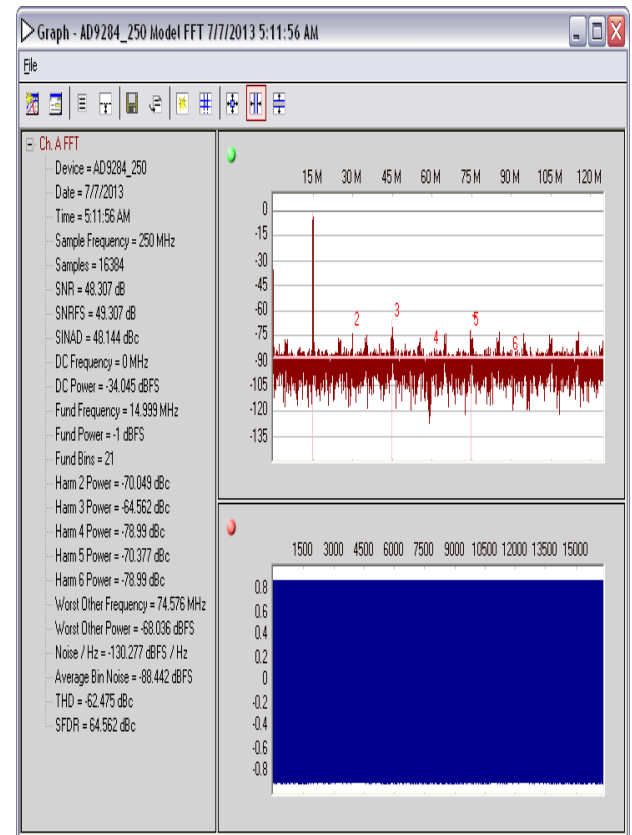 Graph - AD9284_250 Model FFT 7/7/2013 5:11:56 AM
File
Ch. A FFT
Device = AD9284_250
Date = 7/7/2013
Time = 5:11:56 AM
Sample Frequency = 250 MHz
Samples = 16384
SNR = 48.307 dB
SNRFS = 49.307 dB
SINAD = 48.144 dBc
DC Frequency = 0 MHz
DC Power = -34.045 dBFS
Fund Frequency = 14.999 MHz
Fund Power = -1 dBFS
Fund Bins = 21
Harm 2 Power = -70.049 dBc
Harm 3 Power = -64.562 dBc
Harm 4 Power = -78.99 dBc
Harm 5 Power = -70.377 dBc
Harm 6 Power = -78.99 dBc
Worst Other Frequency = 74.576 MHz
Worst Other Power = -68.036 dBFS
Noise / Hz = -130.277 dBFS / Hz
Average Bin Noise = -88.442 dBFS
THD = -62.475 dBc
SFDR = 64.562 dBc
15 M 30 M 45 M 60 M 75 M 90 M 105 M 120 M
0
-15
-30
-45
-60
-75
-90
-105
-120
-135
2
3
4
5
6
1500 3000 4500 6000 7500 9000 10500 12000 13500 15000
0.8
0.6
0.4
0.2
0
-0.2
-0.4
-0.6
-0.8